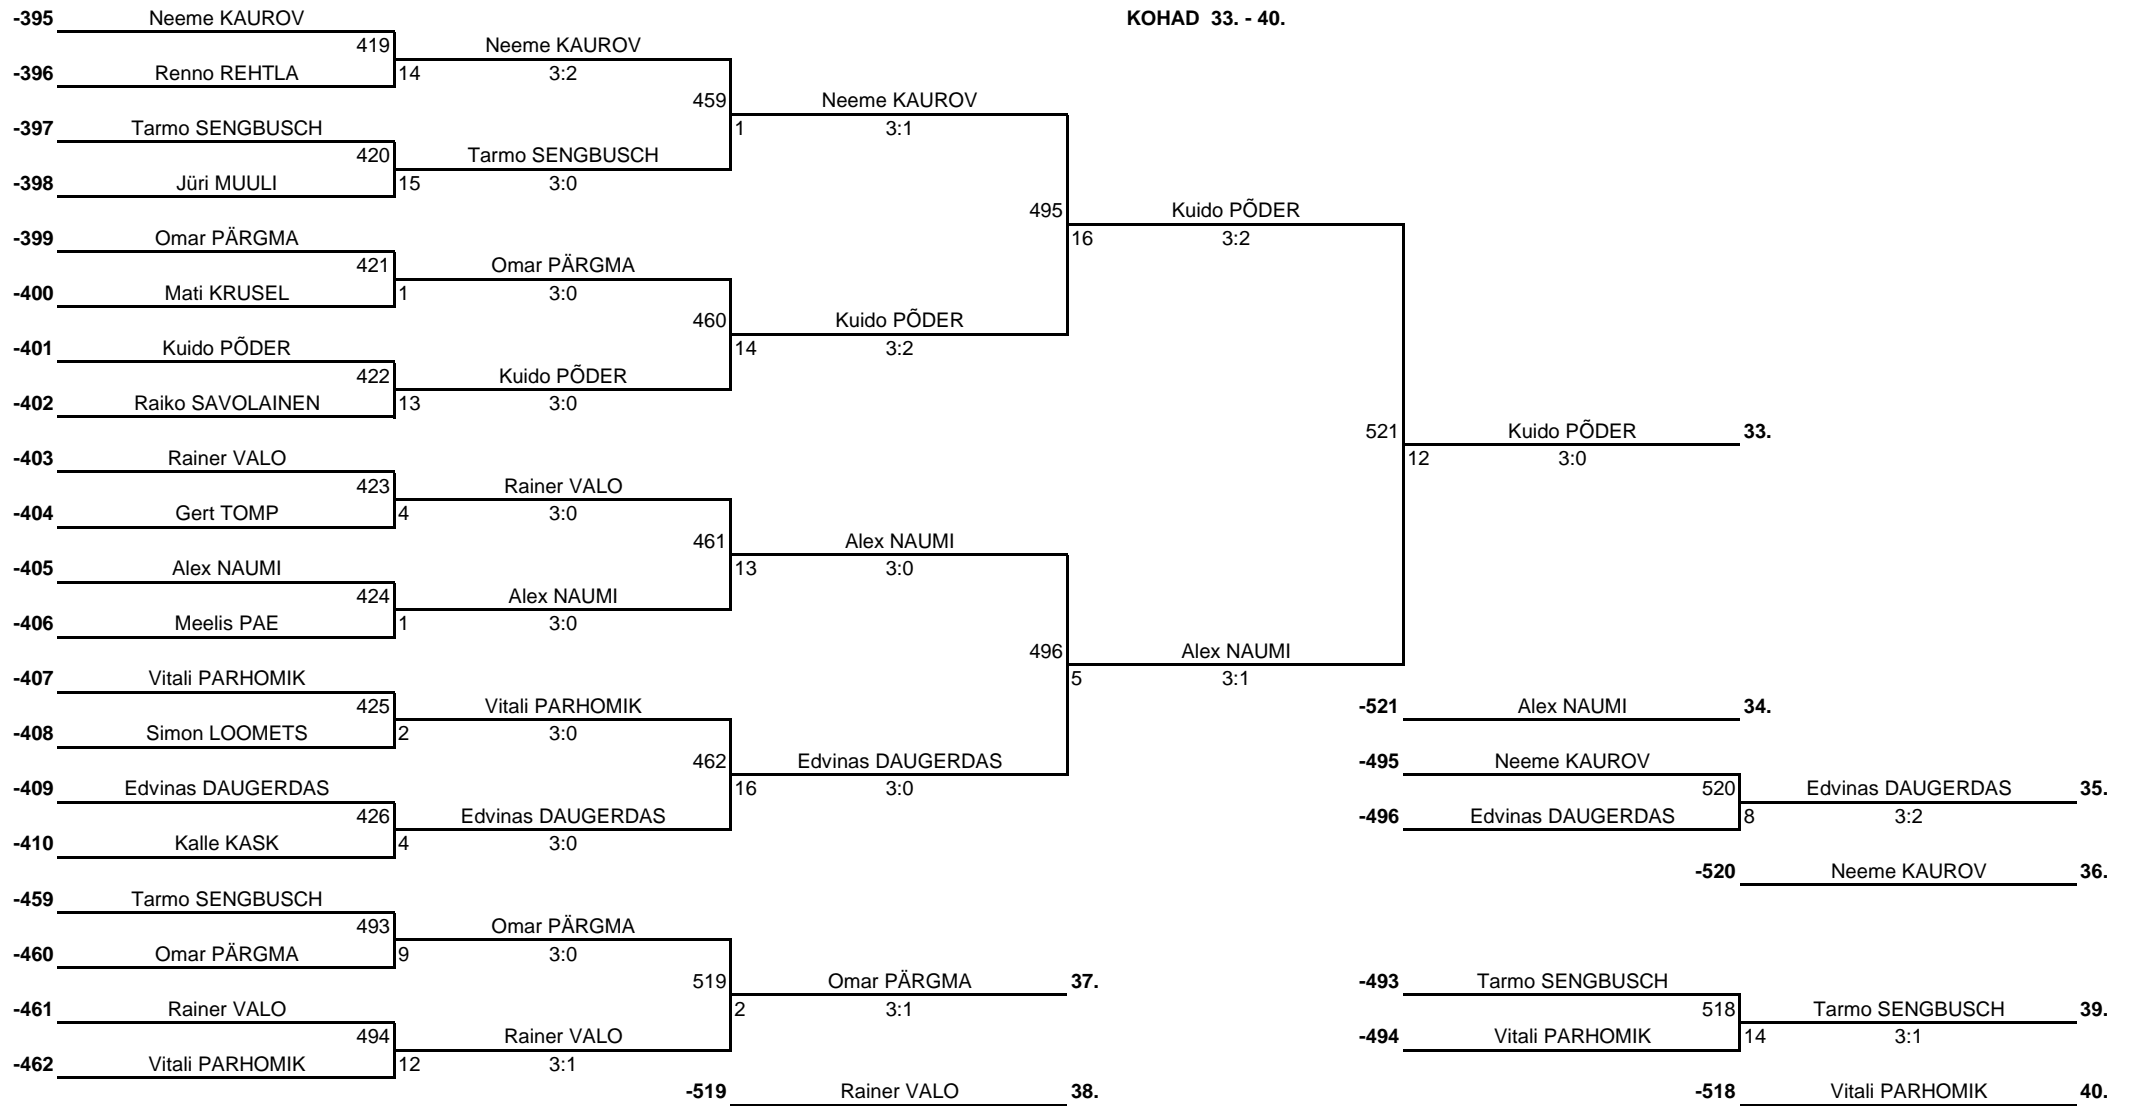 -395 Neeme KAUROV KOHAD 33. - 40.
419 Neeme KAUROV
-396 Renno REHTLA 14 3:2
459 Neeme KAUROV
-397 Tarmo SENGBUSCH 1 3:1
420 Tarmo SENGBUSCH
-398 Jüri MUULI 15 3:0
495 Kuido PÕDER
-399 Omar PÄRGMA 16 3:2
421 Omar PÄRGMA
-400 Mati KRUSEL 1 3:0
460 Kuido PÕDER
-401 Kuido PÕDER 14 3:2
422 Kuido PÕDER
-402 Raiko SAVOLAINEN 13 3:0
521 Kuido PÕDER 33.
-403 Rainer VALO 12 3:0
423 Rainer VALO
-404 Gert TOMP 4 3:0
461 Alex NAUMI
-405 Alex NAUMI 13 3:0
424 Alex NAUMI
-406 Meelis PAE 1 3:0
496 Alex NAUMI
-407 Vitali PARHOMIK 5 3:1
425 Vitali PARHOMIK -521 Alex NAUMI 34.
-408 Simon LOOMETS 2 3:0
462 Edvinas DAUGERDAS -495 Neeme KAUROV
-409 Edvinas DAUGERDAS 16 3:0 520 Edvinas DAUGERDAS 35.
426 Edvinas DAUGERDAS -496 Edvinas DAUGERDAS 8 3:2
-410 Kalle KASK 4 3:0
-520 Neeme KAUROV 36.
-459 Tarmo SENGBUSCH
493 Omar PÄRGMA
-460 Omar PÄRGMA 9 3:0
519 Omar PÄRGMA 37. -493 Tarmo SENGBUSCH
-461 Rainer VALO 2 3:1 518 Tarmo SENGBUSCH 39.
494 Rainer VALO -494 Vitali PARHOMIK 14 3:1
-462 Vitali PARHOMIK 12 3:1
-519 Rainer VALO 38. -518 Vitali PARHOMIK 40.